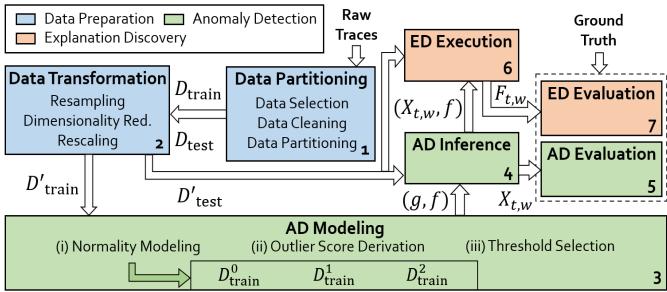 Data Preparation
Anomaly Detection
Explanation Discovery
Raw
Traces
Ground
Truth
ED Execution
6
Data Transformation
Resampling
Dimensionality Red.
Rescaling
2
D_train
D_test
Data Partitioning
Data Selection
Data Cleaning
Data Partitioning
1
(X_{t,w}, f)
F_{t,w}
ED Evaluation
7
AD Inference
4
AD Evaluation
5
D'_train
D'_test
(g, f)
X_{t,w}
AD Modeling
(i) Normality Modeling
(ii) Outlier Score Derivation
(iii) Threshold Selection
D^0_train
D^1_train
D^2_train
3